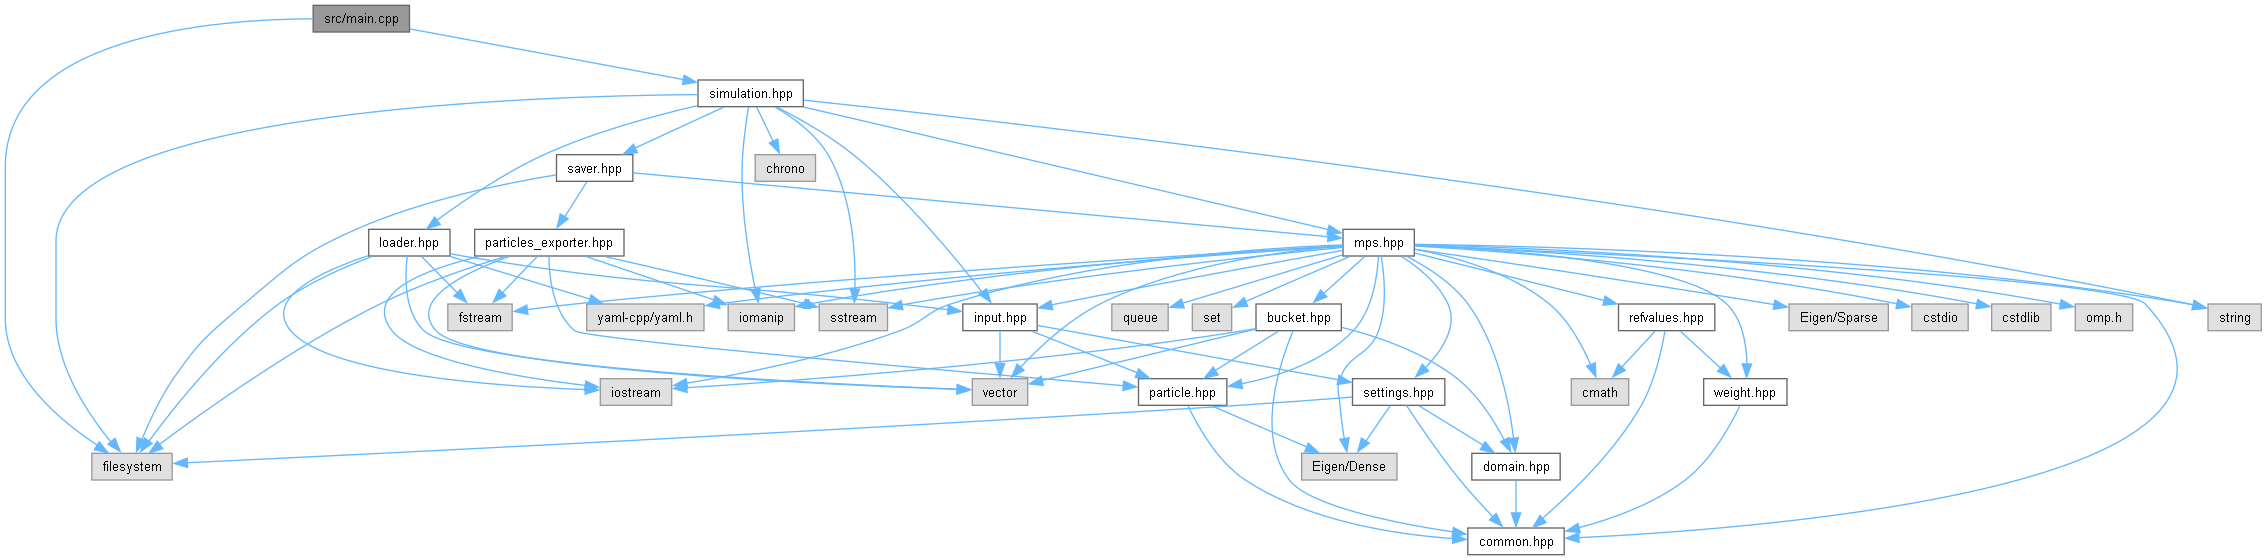 src/main.cpp
simulation.hpp
saver.hpp
chrono
loader.hpp
particles_exporter.hpp
mps.hpp
fstream
yaml-cpp/yaml.h
iomanip
sstream
input.hpp
queue
set
bucket.hpp
refvalues.hpp
Eigen/Sparse
cstdio
cstdlib
omp.h
string
iostream
vector
particle.hpp
settings.hpp
cmath
weight.hpp
filesystem
Eigen/Dense
domain.hpp
common.hpp